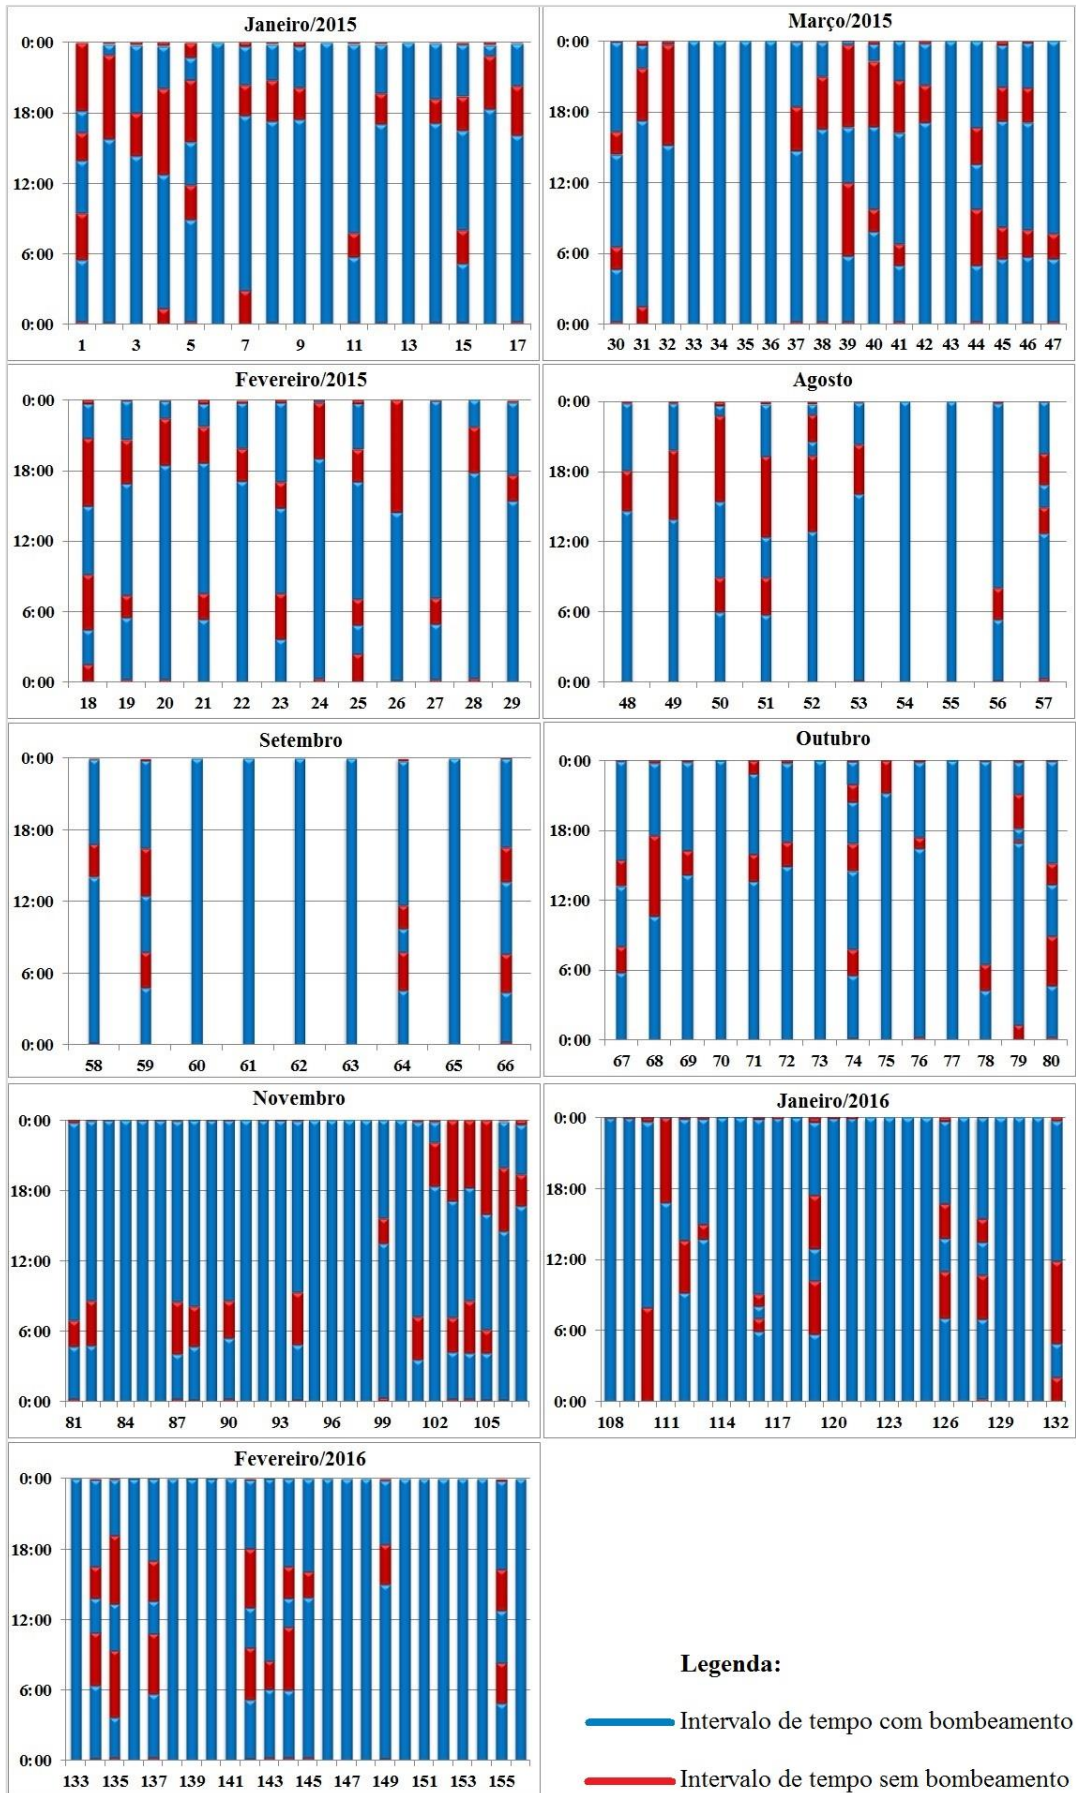 Janeiro/2015
0:00
18:00
12:00
6:00
0:00
1 3 5 7 9 11 13 15 17
Março/2015
0:00
18:00
12:00
6:00
0:00
30 31 32 33 34 35 36 37 38 39 40 41 42 43 44 45 46 47
Fevereiro/2015
0:00
18:00
12:00
6:00
0:00
18 19 20 21 22 23 24 25 26 27 28 29
Agosto
0:00
18:00
12:00
6:00
0:00
48 49 50 51 52 53 54 55 56 57
Setembro
0:00
18:00
12:00
6:00
0:00
58 59 60 61 62 63 64 65 66
Outubro
0:00
18:00
12:00
6:00
0:00
67 68 69 70 71 72 73 74 75 76 77 78 79 80
Novembro
0:00
18:00
12:00
6:00
0:00
81 84 87 90 93 96 99 102 105
Janeiro/2016
0:00
18:00
12:00
6:00
0:00
108 111 114 117 120 123 126 129 132
Fevereiro/2016
0:00
18:00
12:00
6:00
0:00
133 135 137 139 141 143 145 147 149 151 153 155
Legenda:
Intervalo de tempo com bombeamento
Intervalo de tempo sem bombeamento